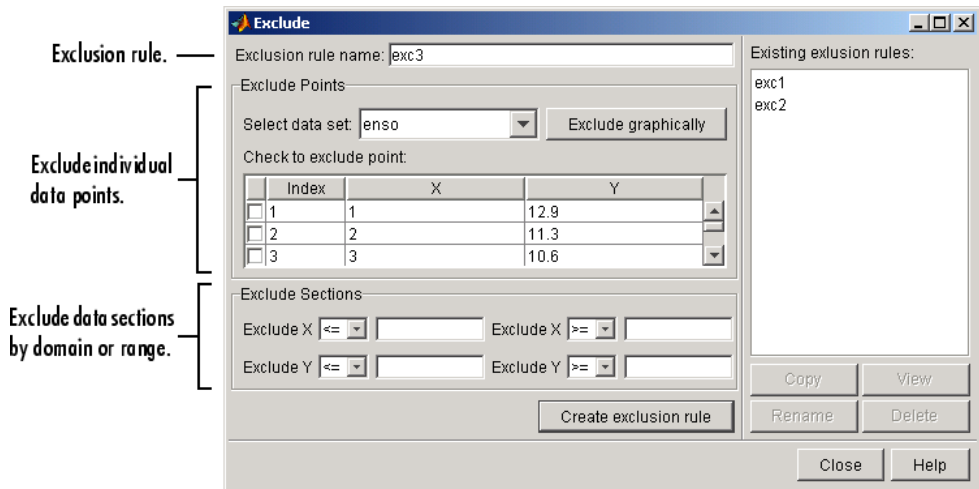 Exclude
Exclusion rule.
Exclusion rule name: exc3
Existing exlusion rules:
exc1
exc2
Exclude individual
data points.
Exclude Points
Select data set: enso
Exclude graphically
Check to exclude point:
Index X Y
1 1 12.9
2 2 11.3
3 3 10.6
Exclude data sections
by domain or range.
Exclude Sections
Exclude X <= Exclude X >=
Exclude Y <= Exclude Y >=
Create exclusion rule
Copy View
Rename Delete
Close Help